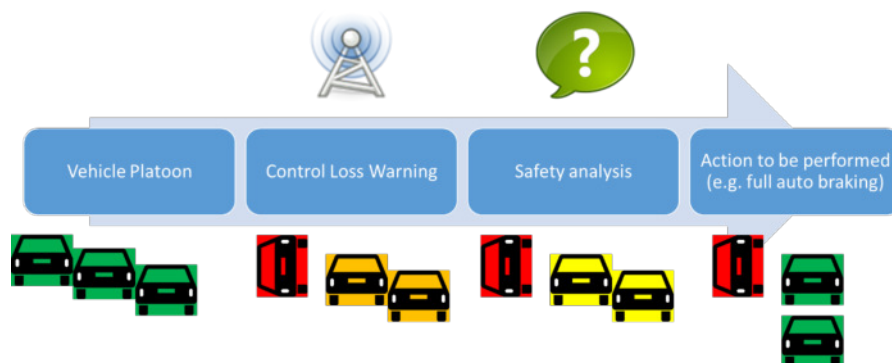 ?
Vehicle Platoon
Control Loss Warning
Safety analysis
Action to be performed
(e.g. full auto braking)